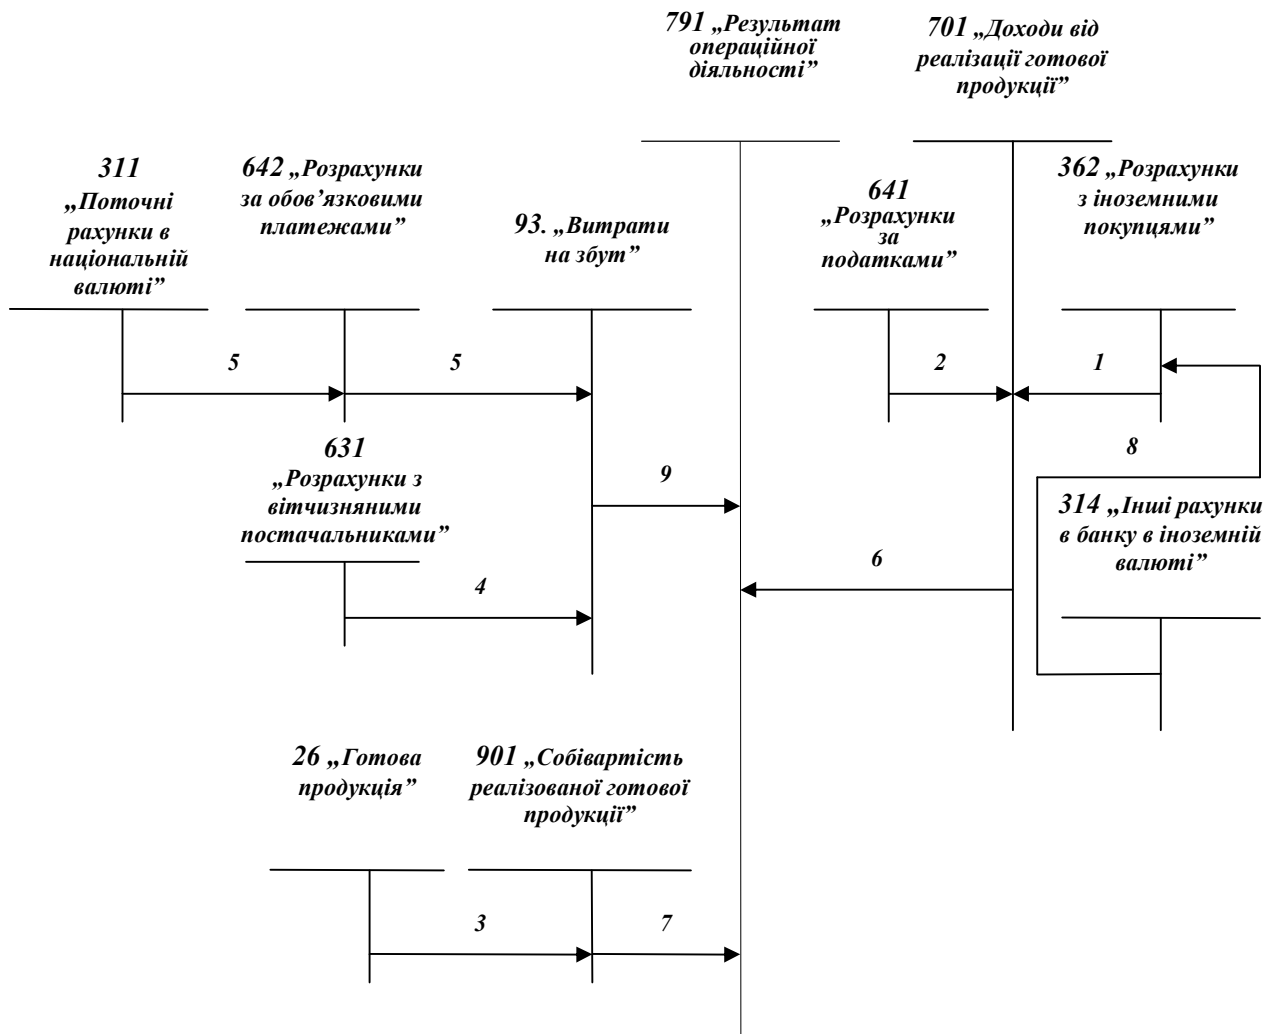 791 „Результат
операційної
діяльності”
701 „Доходи від
реалізації готової
продукції”
311
„Поточні
рахунки в
національній
валюті”
642 „Розрахунки
за обов’язковими
платежами”
93. „Витрати
на збут”
641
„Розрахунки
за
податками”
362 „Розрахунки
з іноземними
покупцями”
5
5
2
1
631
„Розрахунки з
вітчизняними
постачальниками”
9
8
314 „Інші рахунки
в банку в іноземній
валюті”
4
6
26 „Готова
продукція”
901 „Собівартість
реалізованої готової
продукції”
3
7